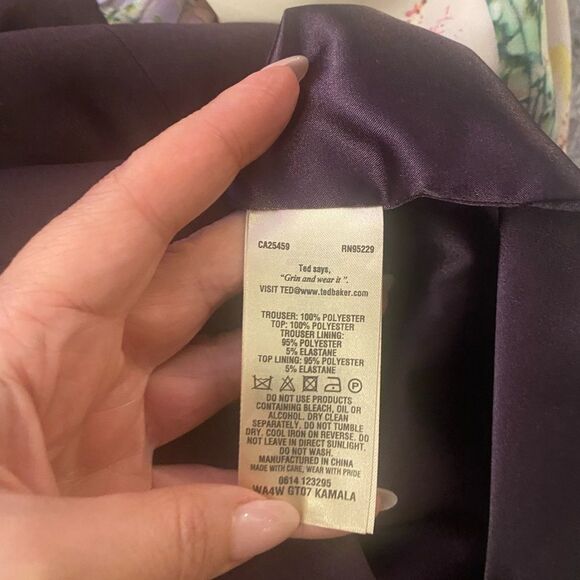 CA25459 RN95229
Ted says,
"Grin and wear it".
VISIT TED@www.tedbaker.com
TROUSER: 100% POLYESTER
TOP: 100% POLYESTER
TROUSER LINING:
95% POLYESTER
5% ELASTANE
TOP LINING: 95% POLYESTER
5% ELASTANE
P
DO NOT USE PRODUCTS
CONTAINING BLEACH, OIL OR
ALCOHOL. DRY CLEAN
SEPARATELY. DO NOT TUMBLE
DRY. COOL IRON ON REVERSE. DO
NOT LEAVE IN DIRECT SUNLIGHT.
DO NOT WASH.
MANUFACTURED IN CHINA
MADE WITH CARE, WEAR WITH PRIDE
0614 123295
WA4W GT07 KAMALA